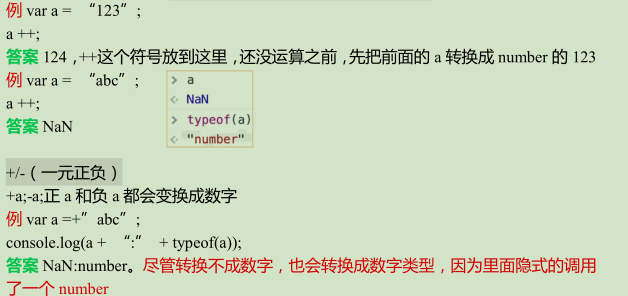 例 var a = “123”;
a ++;
答案 124，++这个符号放到这里，还没运算之前，先把前面的 a 转换成 number 的 123
例 var a = “abc”;
a ++;
答案 NaN
> a
< NaN
> typeof(a)
< "number"
+/-（一元正负）
+a;-a;正 a 和负 a 都会变换成数字
例 var a =+”abc”;
console.log(a + “:” + typeof(a));
答案 NaN:number。尽管转换不成数字，也会转换成数字类型，因为里面隐式的调用
了一个 number